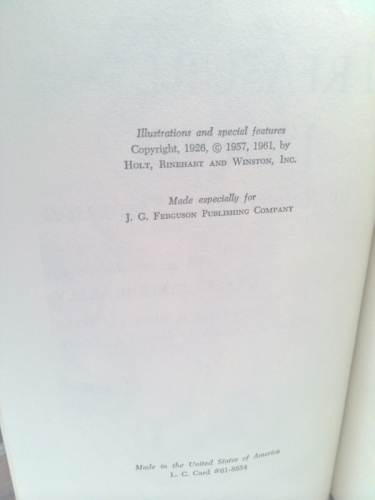 Illustrations and special features
Copyright, 1926, © 1957, 1961, by
Holt, Rinehart and Winston, Inc.
Made especially for
J. G. Ferguson Publishing Company
Made in the United States of America
L. C. Card #61-8854